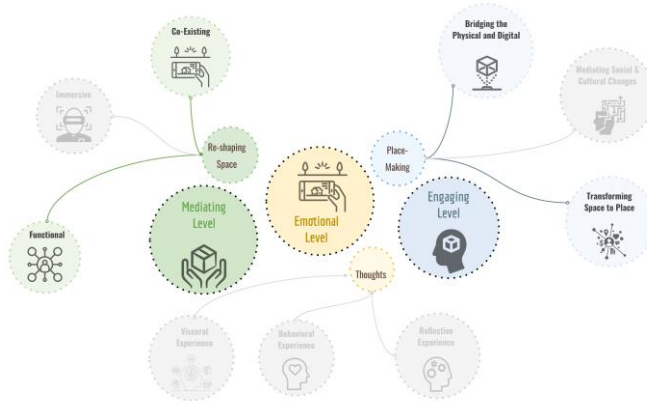 Co-Existing
Bridging the
Physical and Digital
Immersive
Mediating Social &
Cultural Changes
Re-shaping
Space
Place-
Making
Mediating
Level
Emotional
Level
Engaging
Level
Transforming
Space to Place
Functional
Thoughts
Visceral
Experience
Behavioral
Experience
Reflective
Experience